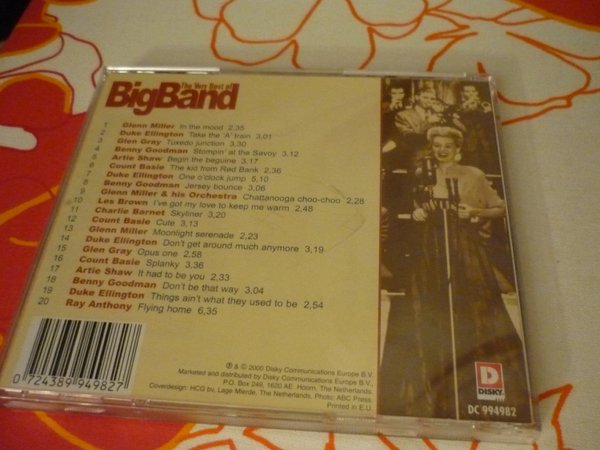 The Very Best of
BigBand
1 Glenn Miller In the mood 2,35
2 Duke Ellington Take the 'A' train 3,01
3 Glen Gray Tuxedo junction 3,30
4 Benny Goodman Stompin' at the Savoy 3,12
5 Artie Shaw Begin the beguine 3,17
6 Count Basie The kid from Red Bank 2,36
7 Duke Ellington One o'clock jump 5,10
8 Benny Goodman Jersey bounce 3,06
9 Glenn Miller & his Orchestra Chattanooga choo-choo 2,28
10 Les Brown I've got my love to keep me warm 2,48
11 Charlie Barnet Skyliner 3,20
12 Count Basie Cute 3,13
13 Glenn Miller Moonlight serenade 2,23
14 Duke Ellington Don't get around much anymore 3,19
15 Glen Gray Opus one 2,58
16 Count Basie Splanky 3,36
17 Artie Shaw It had to be you 2,33
18 Benny Goodman Don't be that way 3,04
19 Duke Ellington Things ain't what they used to be 2,54
20 Ray Anthony Flying home 6,35
0 724389 949827
℗ & © 2000 Disky Communications Europe B.V.
Marketed and distributed by Disky Communications Europe B.V.
P.O. Box 249, 1620 AE. Hoorn. The Netherlands.
Coverdesign: HCG bv, Lage Mierde, The Netherlands. Photo: ABC Press
Printed in E.U.
D
DISKY
DC 994982